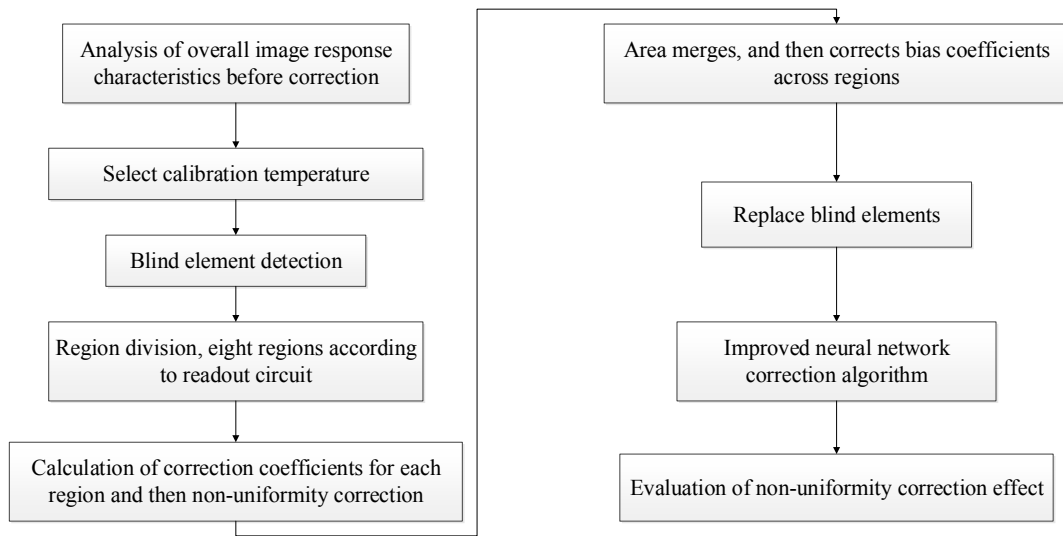 Analysis of overall image response
characteristics before correction
Select calibration temperature
Blind element detection
Region division, eight regions according
to readout circuit
Calculation of correction coefficients for each
region and then non-uniformity correction
Area merges, and then corrects bias coefficients
across regions
Replace blind elements
Improved neural network
correction algorithm
Evaluation of non-uniformity correction effect